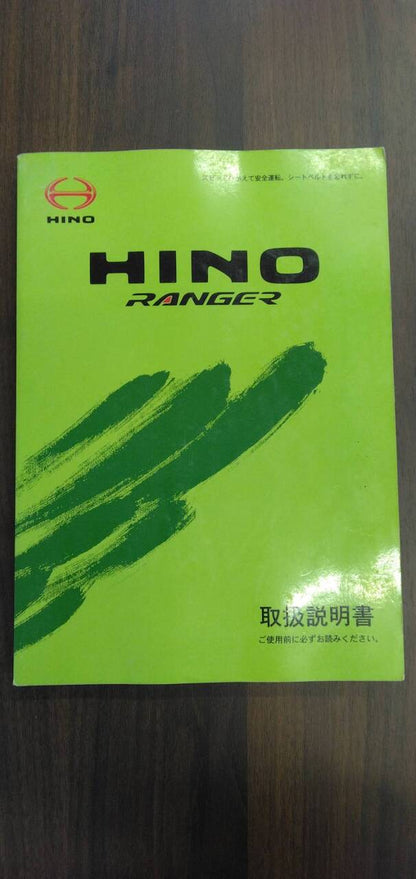 スピードひかえて安全運転、シートベルトを忘れずに。
HINO
HINO
RANGER
取扱説明書
ご使用前に必ずお読みください。